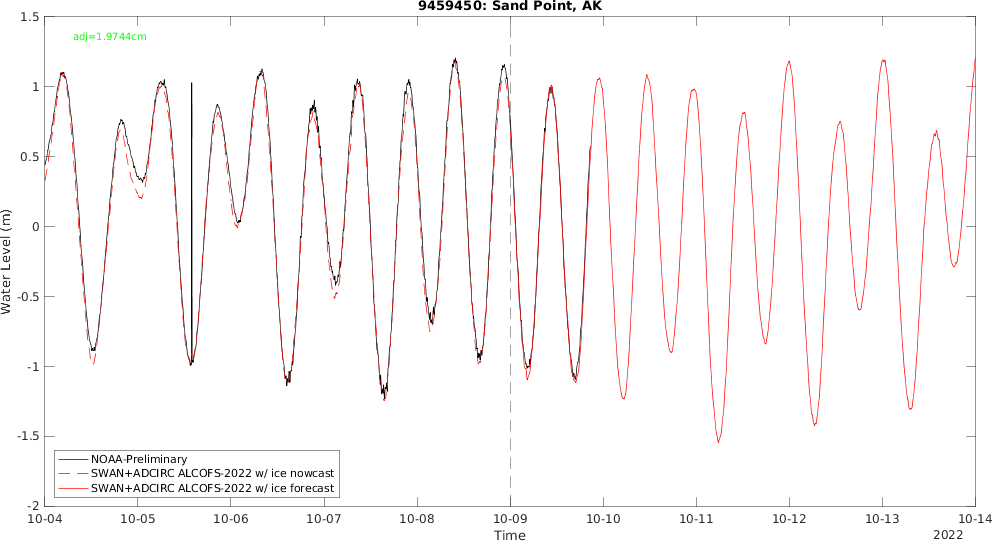 9459450: Sand Point, AK
adj=1.9744cm
1.5
1
0.5
0
-0.5
-1
-1.5
-2
Water Level (m)
NOAA-Preliminary
SWAN+ADCIRC ALCOFS-2022 w/ ice nowcast
SWAN+ADCIRC ALCOFS-2022 w/ ice forecast
10-04 10-05 10-06 10-07 10-08 10-09 10-10 10-11 10-12 10-13 10-14
Time
2022